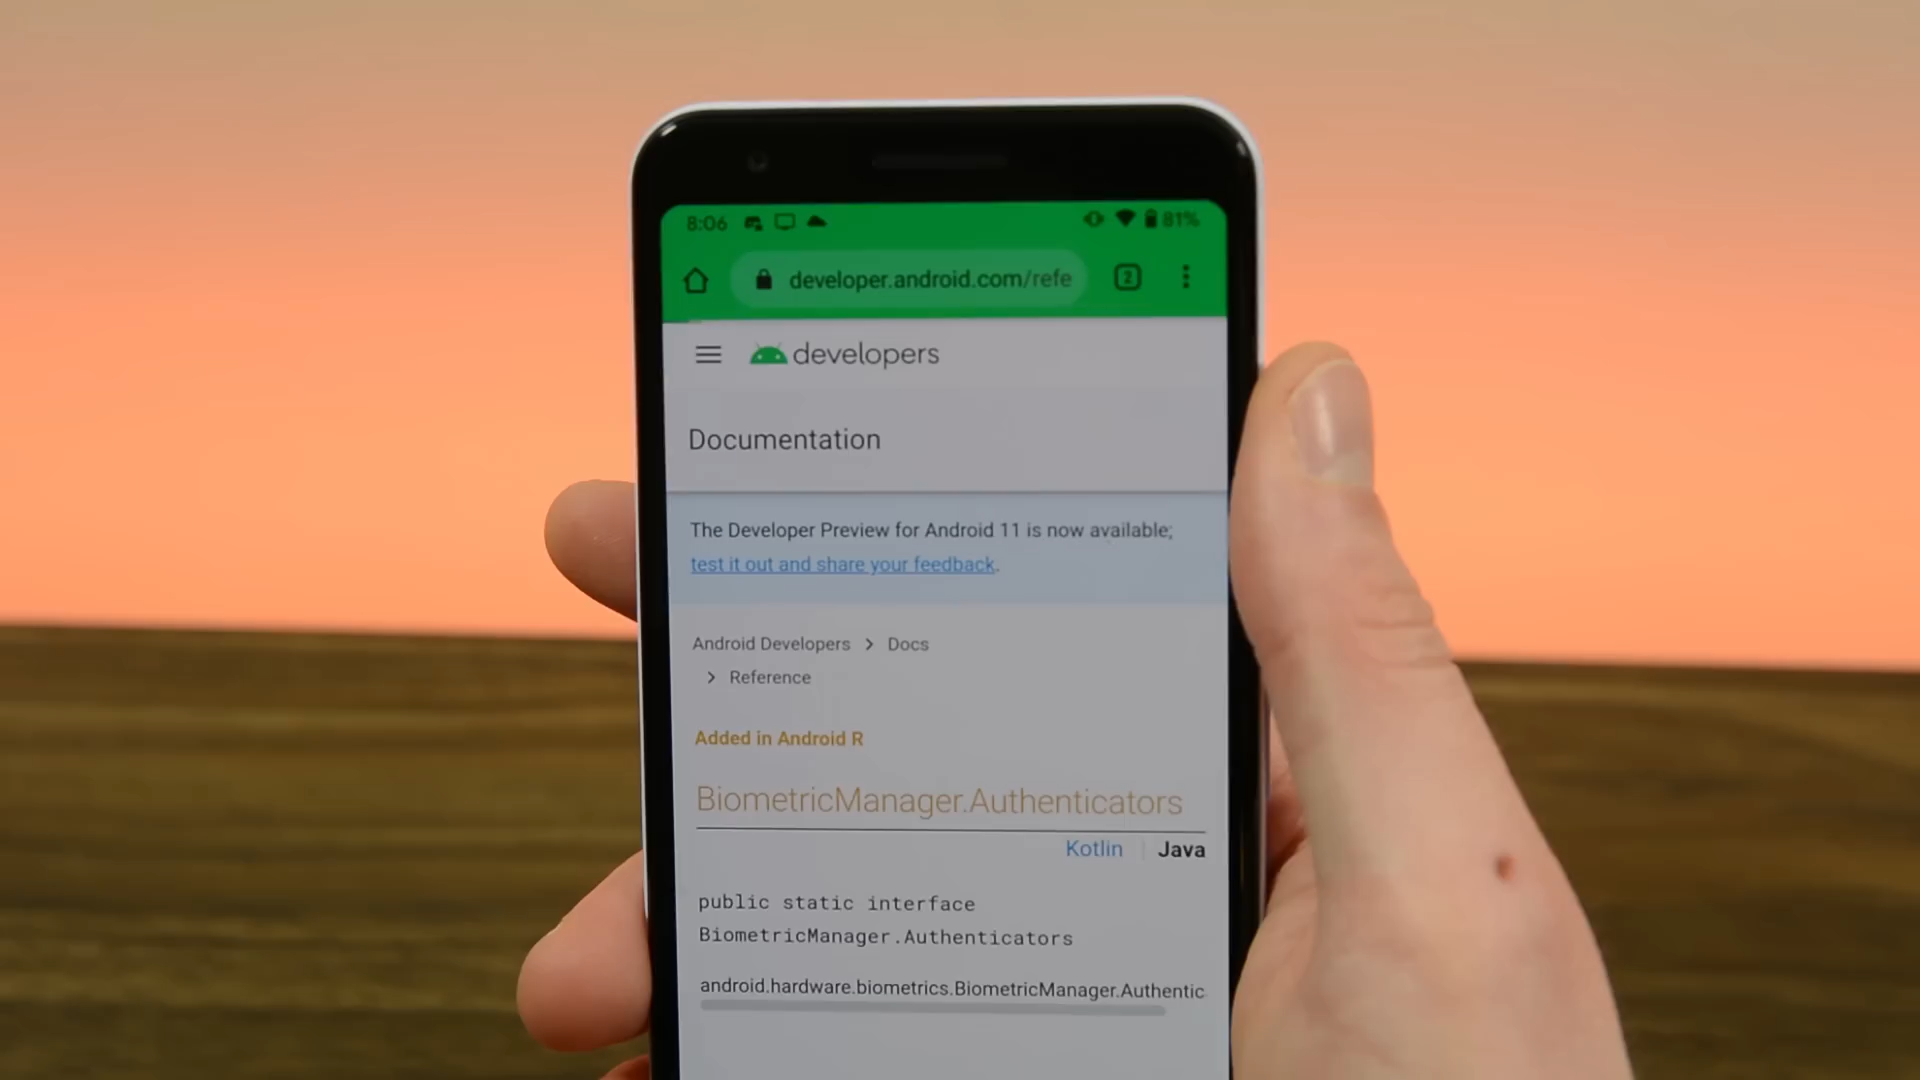 8:06
81%
developer.android.com/refe
2
developers
Documentation
The Developer Preview for Android 11 is now available;
test it out and share your feedback.
Android Developers > Docs
> Reference
Added in Android R
BiometricManager.Authenticators
Kotlin | Java
public static interface
BiometricManager.Authenticators
android.hardware.biometrics.BiometricManager.Authentic